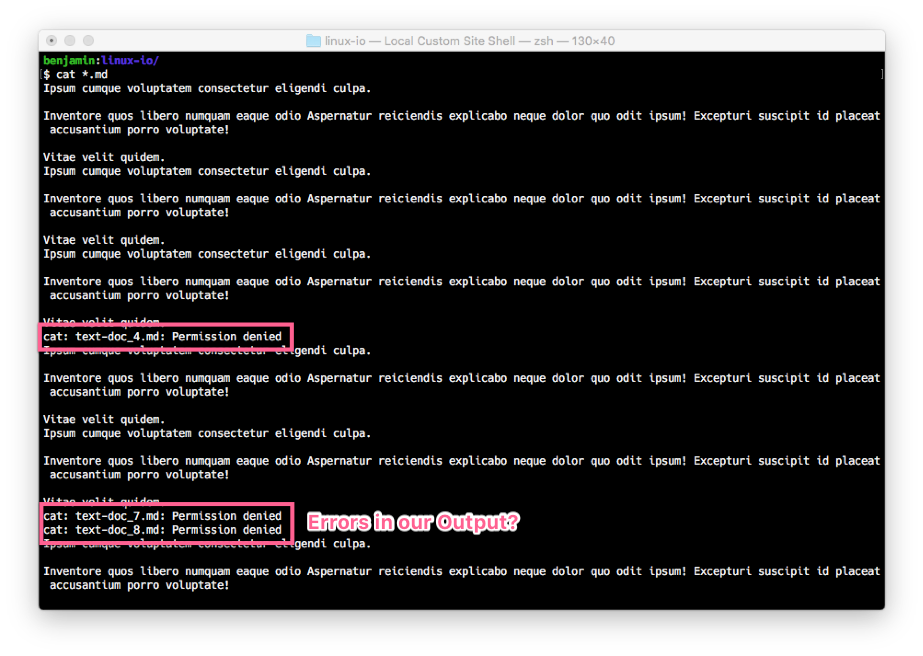 linux-io — Local Custom Site Shell — zsh — 130×40
benjamin:linux-io/
[$ cat *.md ]
Ipsum cumque voluptatem consectetur eligendi culpa.
Inventore quos libero numquam eaque odio Aspernatur reiciendis explicabo neque dolor quo odit ipsum! Excepturi suscipit id placeat
accusantium porro voluptate!
Vitae velit quidem.
Ipsum cumque voluptatem consectetur eligendi culpa.
Inventore quos libero numquam eaque odio Aspernatur reiciendis explicabo neque dolor quo odit ipsum! Excepturi suscipit id placeat
accusantium porro voluptate!
Vitae velit quidem.
Ipsum cumque voluptatem consectetur eligendi culpa.
Inventore quos libero numquam eaque odio Aspernatur reiciendis explicabo neque dolor quo odit ipsum! Excepturi suscipit id placeat
accusantium porro voluptate!
Vitae velit quidem.
cat: text-doc_4.md: Permission denied
Ipsum cumque voluptatem consectetur eligendi culpa.
Inventore quos libero numquam eaque odio Aspernatur reiciendis explicabo neque dolor quo odit ipsum! Excepturi suscipit id placeat
accusantium porro voluptate!
Vitae velit quidem.
Ipsum cumque voluptatem consectetur eligendi culpa.
Inventore quos libero numquam eaque odio Aspernatur reiciendis explicabo neque dolor quo odit ipsum! Excepturi suscipit id placeat
accusantium porro voluptate!
Vitae velit quidem.
cat: text-doc_7.md: Permission denied
cat: text-doc_8.md: Permission denied
Errors in our Output?
Ipsum cumque voluptatem consectetur eligendi culpa.
Inventore quos libero numquam eaque odio Aspernatur reiciendis explicabo neque dolor quo odit ipsum! Excepturi suscipit id placeat
accusantium porro voluptate!